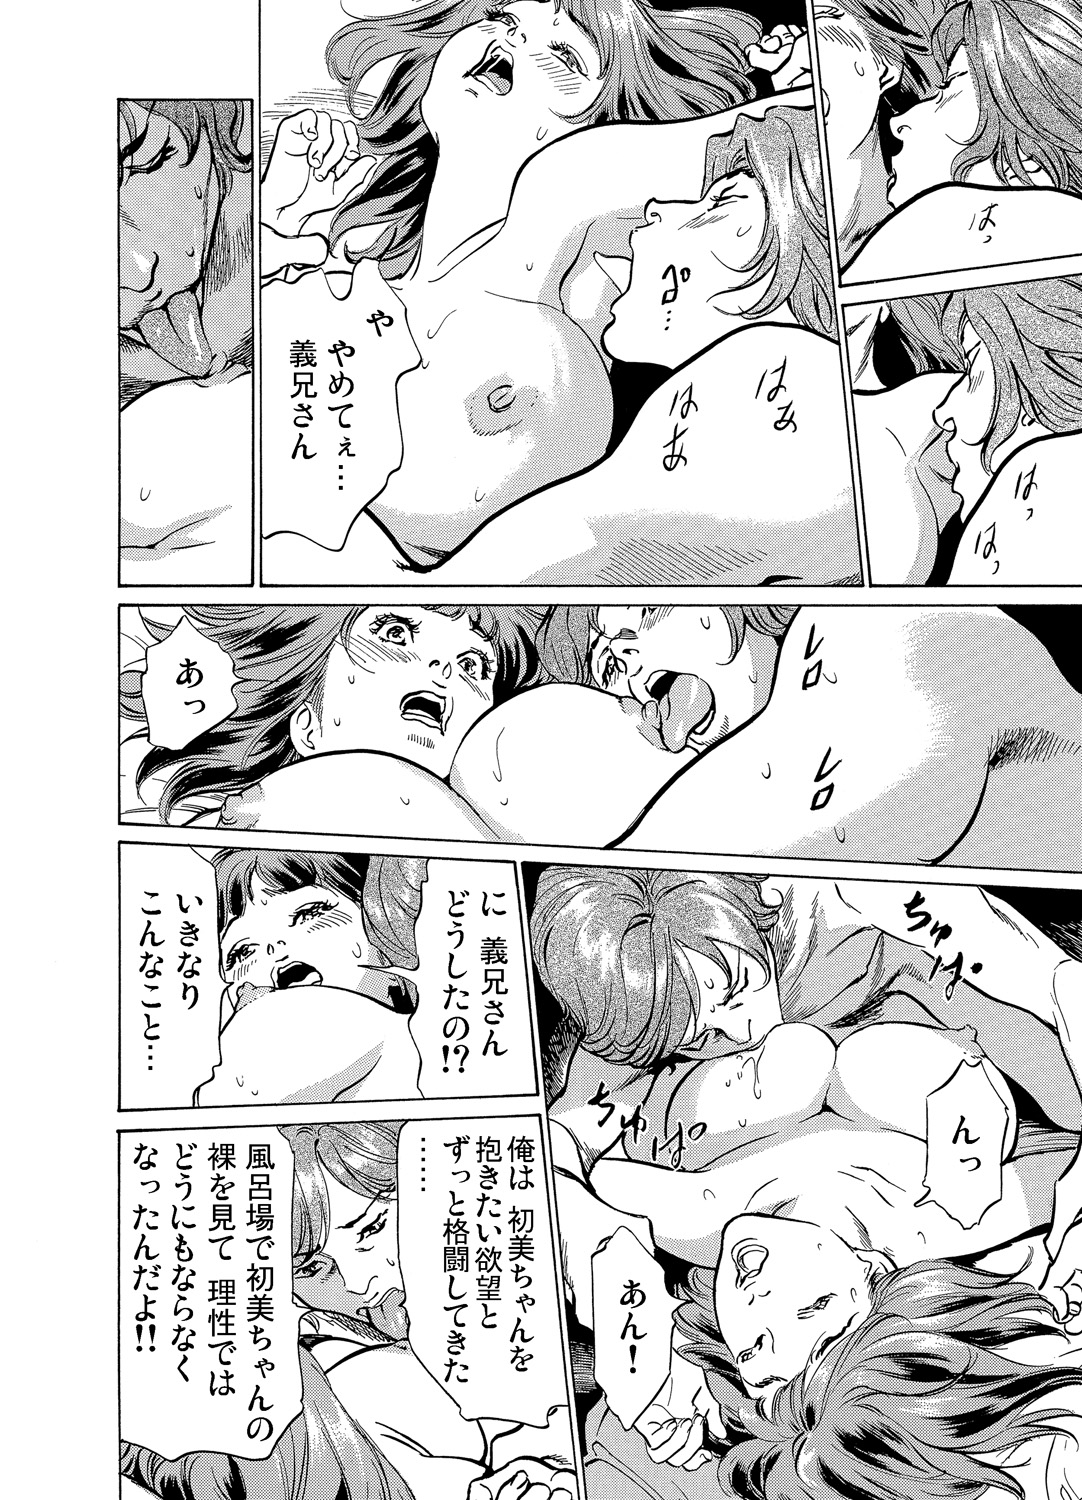 はっ
はっ
はっ
はぁ
はぁ
や
やめてぇ…
義兄さん
レロ
レロ
あっ
ちゅ
ぱ
ちゅ
ぱ
んっ
あん！
に 義兄さん
どうしたの!?
いきなり
こんなこと…
俺は 初美ちゃんを
抱きたい欲望と
ずっと格闘してきた
……
風呂場で初美ちゃんの
裸を見て 理性では
どうにもならなく
なったんだよ!!